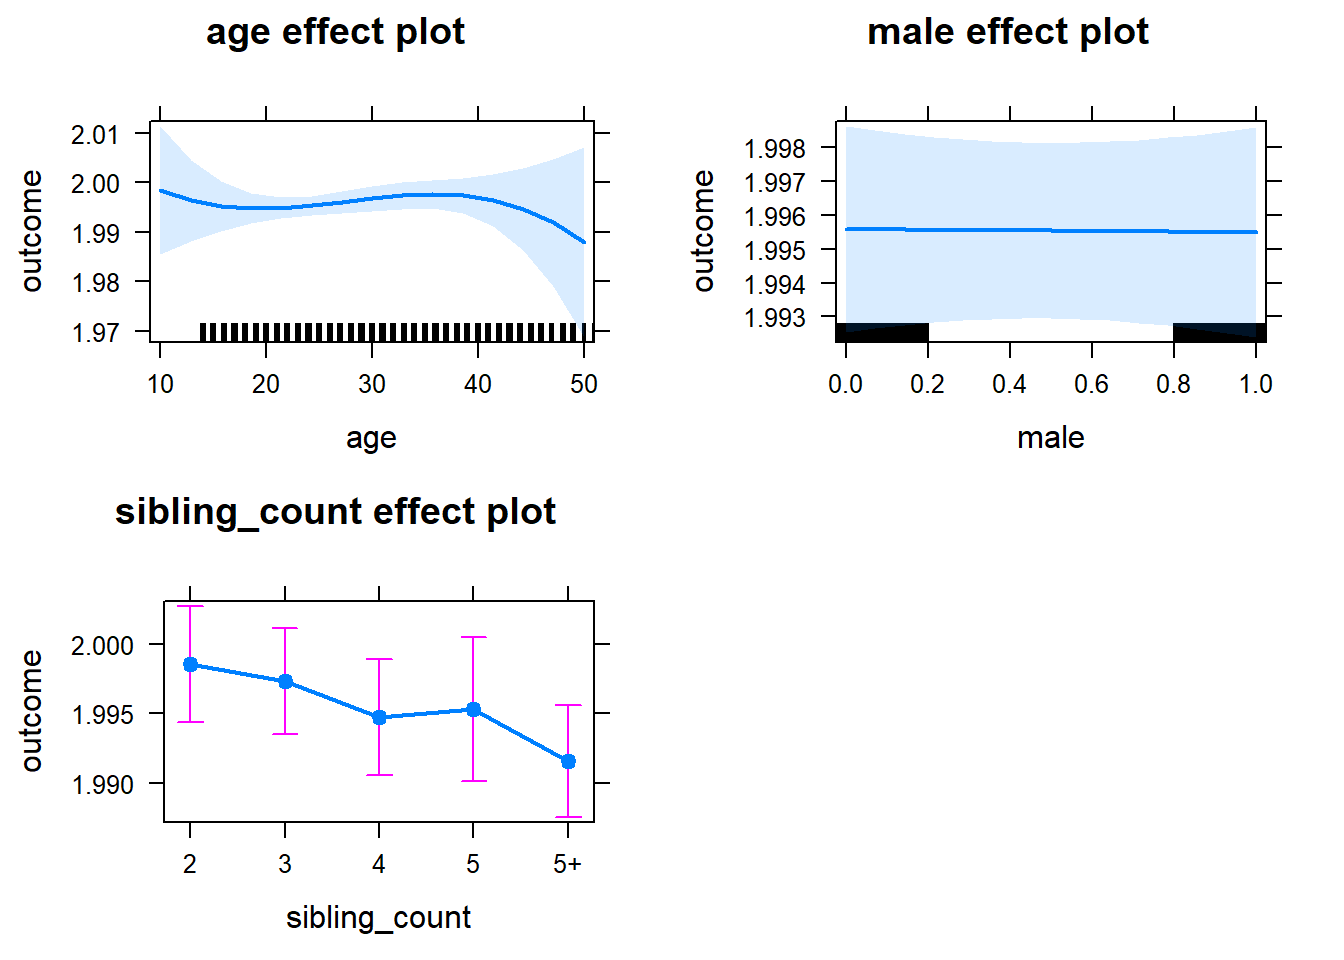 age effect plot
outcome
2.01
2.00
1.99
1.98
1.97
10 20 30 40 50
age
male effect plot
outcome
1.998
1.997
1.996
1.995
1.994
1.993
0.0 0.2 0.4 0.6 0.8 1.0
male
sibling_count effect plot
outcome
2.000
1.995
1.990
2 3 4 5 5+
sibling_count